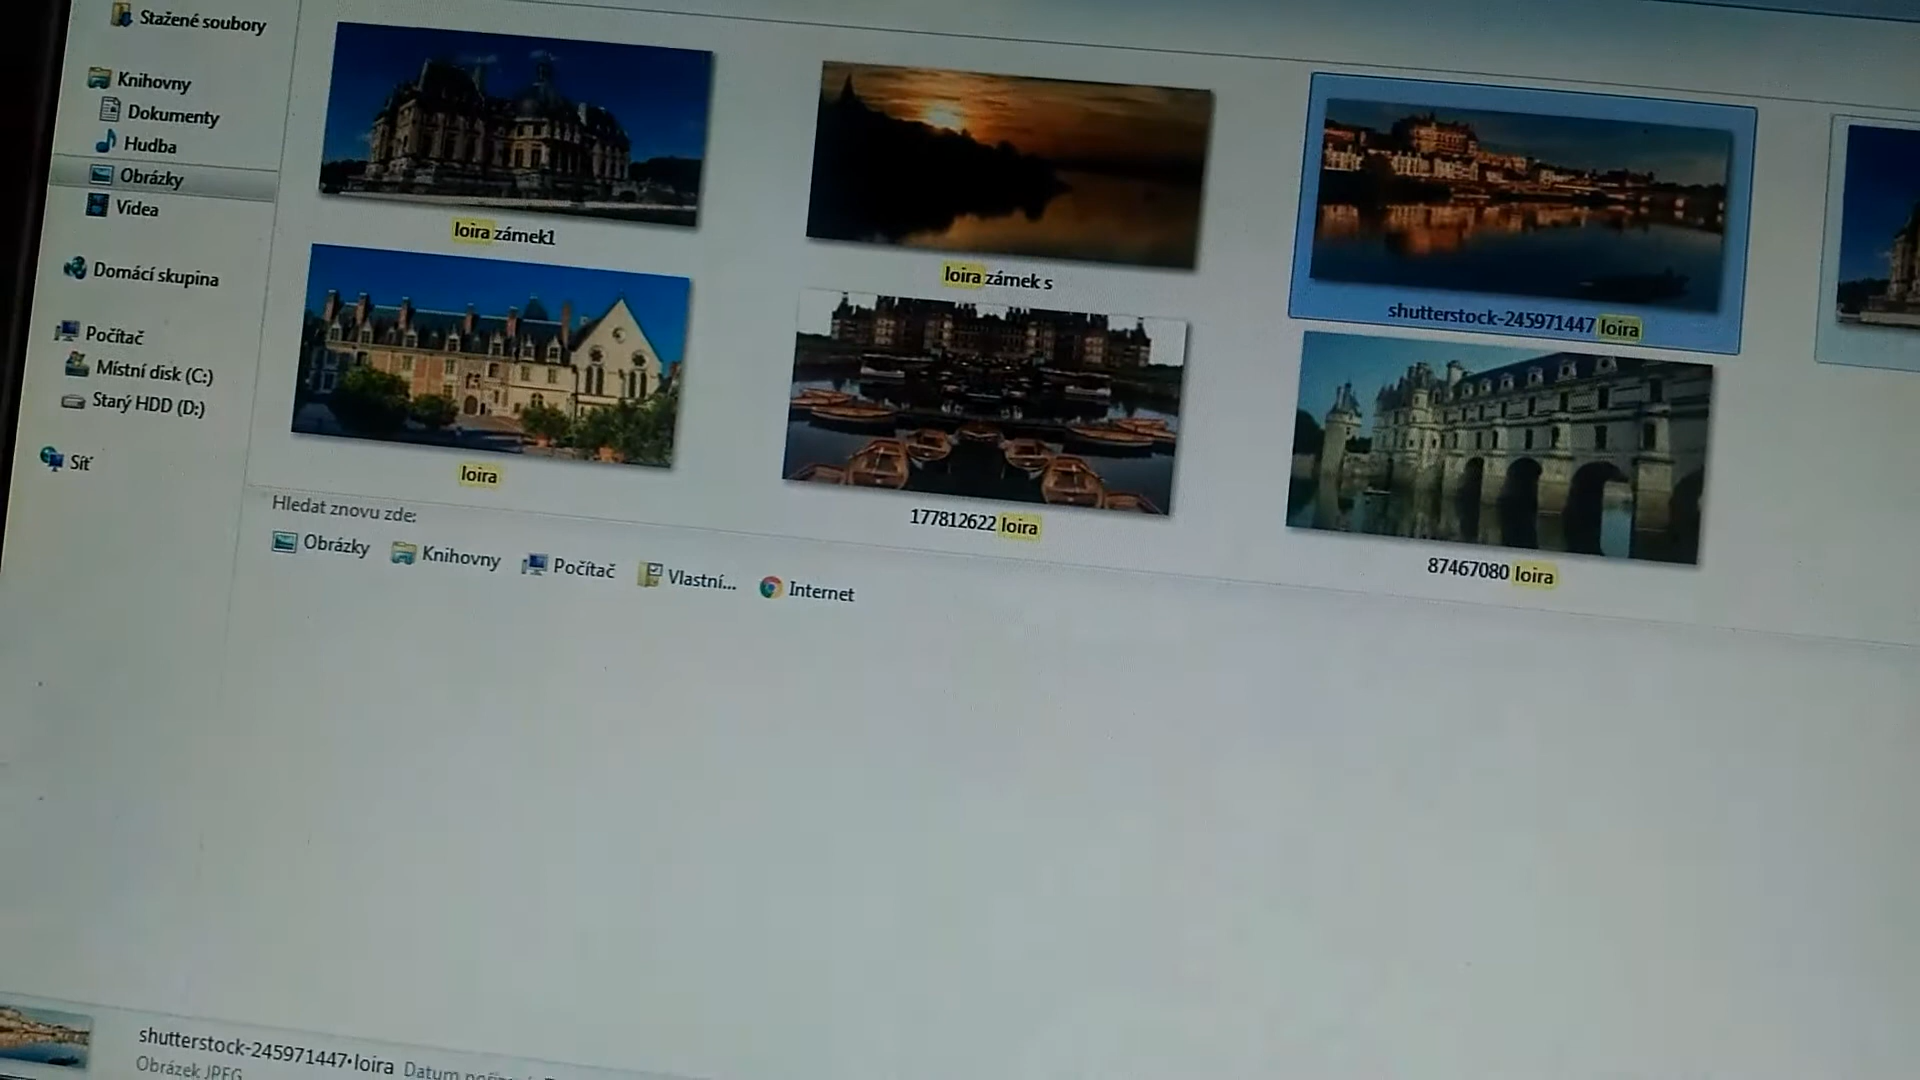 Stažené soubory
Knihovny
Dokumenty
Hudba
Obrázky
Videa
Domácí skupina
Počítač
Místní disk (C:)
Starý HDD (D:)
Síť
loira zámek1
loira zámek s
shutterstock-245971447 loira
loira
177812622 loira
87467080 loira
Hledat znovu zde:
Obrázky
Knihovny
Počítač
Vlastní...
Internet
shutterstock-245971447 loira Datum
Obrázek JPEG